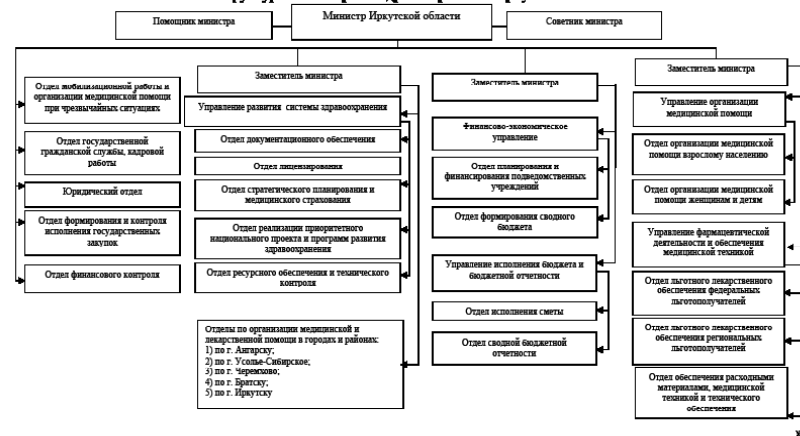 Помощник министра
Министр Иркутской области
Советник министра
Отдел мобилизационной работы и
организации медицинской помощи
при чрезвычайных ситуациях
Отдел государственной
гражданской службы, кадровой
работы
Юридический отдел
Отдел формирования и контроля
исполнения государственных
закупок
Отдел финансового контроля
Заместитель министра
Управление развития системы здравоохранения
Отдел документационного обеспечения
Отдел лицензирования
Отдел стратегического планирования и
медицинского страхования
Отдел реализации приоритетного
национального проекта и программ развития
здравоохранения
Отдел ресурсного обеспечения и технического
контроля
Отделы по организации медицинской и
лекарственной помощи в городах и районах:
1) по г. Ангарску;
2) по г. Усолье-Сибирское;
3) по г. Черемхово;
4) по г. Братску;
5) по г. Иркутску
Заместитель министра
Финансово-экономическое
управление
Отдел планирования и
финансирования подведомственных
учреждений
Отдел формирования сводного
бюджета
Управление исполнения бюджета и
бюджетной отчетности
Отдел исполнения сметы
Отдел сводной бюджетной
отчетности
Заместитель министра
Управление организации
медицинской помощи
Отдел организации медицинской
помощи взрослому населению
Отдел организации медицинской
помощи женщинам и детям
Управление фармацевтической
деятельности и обеспечения
медицинской техникой
Отдел льготного лекарственного
обеспечения федеральных
льготополучателей
Отдел льготного лекарственного
обеспечения региональных
льготополучателей
Отдел обеспечения расходными
материалами, медицинской
техникой и технического
обеспечения